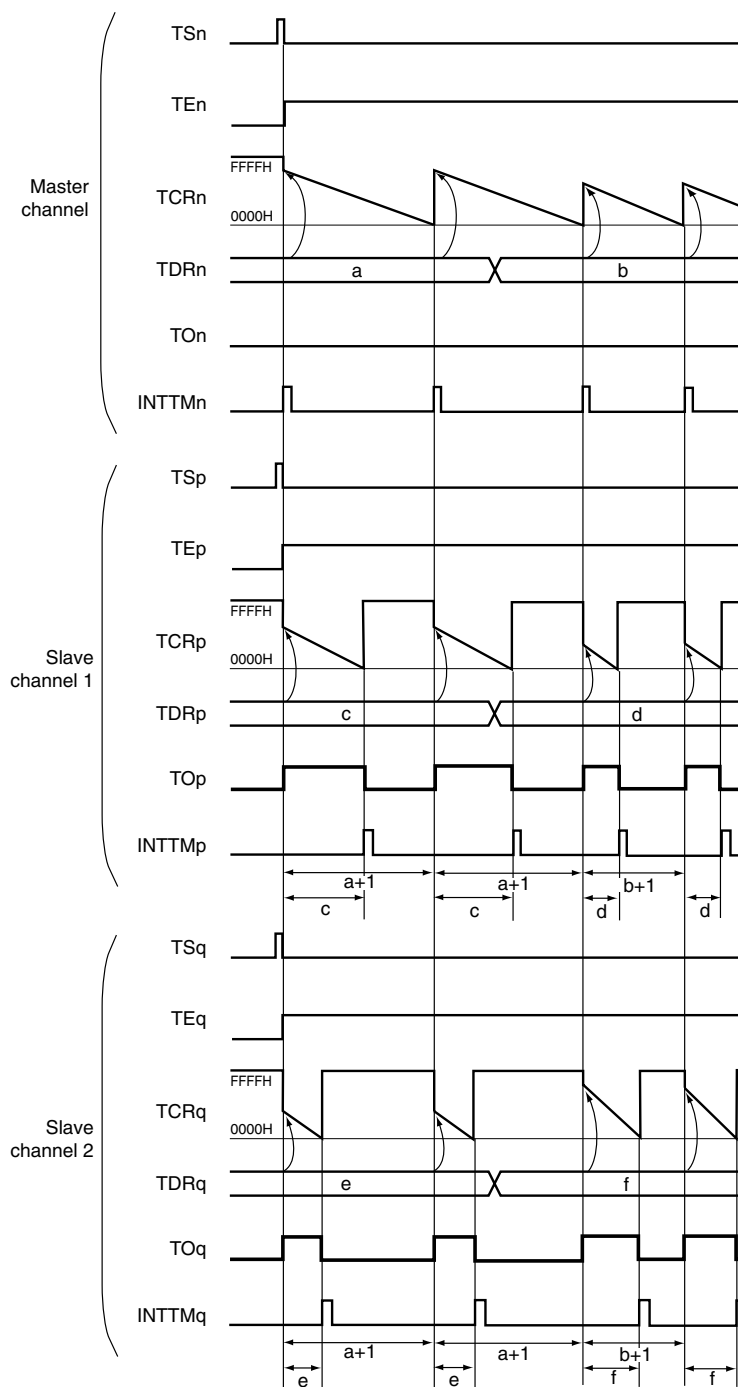 TSn
TEn
FFFFH
Master
channel
TCRn
0000H
TDRn
a
b
TOn
INTTMn
TSp
TEp
FFFFH
TCRp
Slave
channel 1
0000H
TDRp
c
d
TOp
INTTMp
a+1
a+1
b+1
c
c
d
d
TSq
TEq
FFFFH
TCRq
Slave
channel 2
0000H
TDRq
e
f
TOq
INTTMq
a+1
a+1
b+1
e
e
f
f